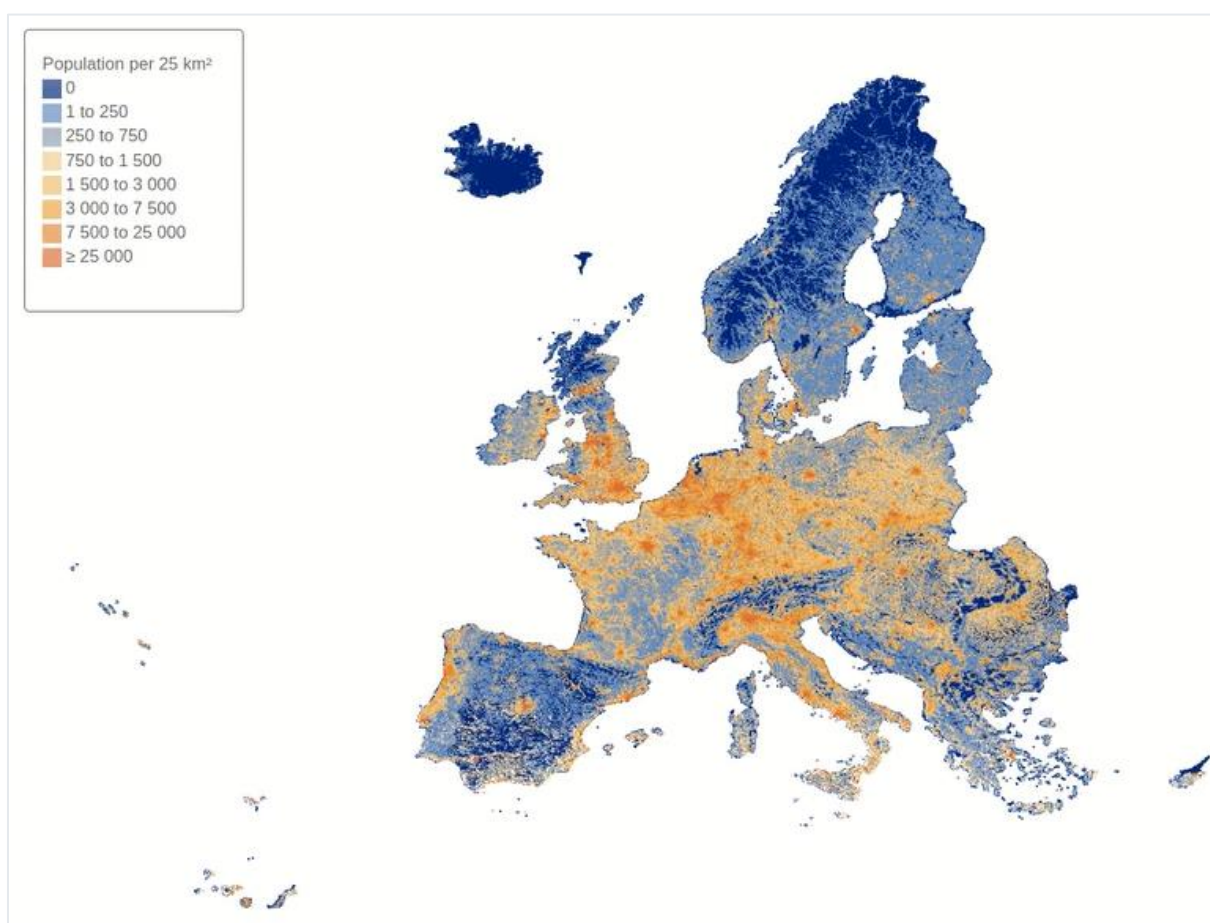 Population per 25 km²
0
1 to 250
250 to 750
750 to 1 500
1 500 to 3 000
3 000 to 7 500
7 500 to 25 000
≥ 25 000